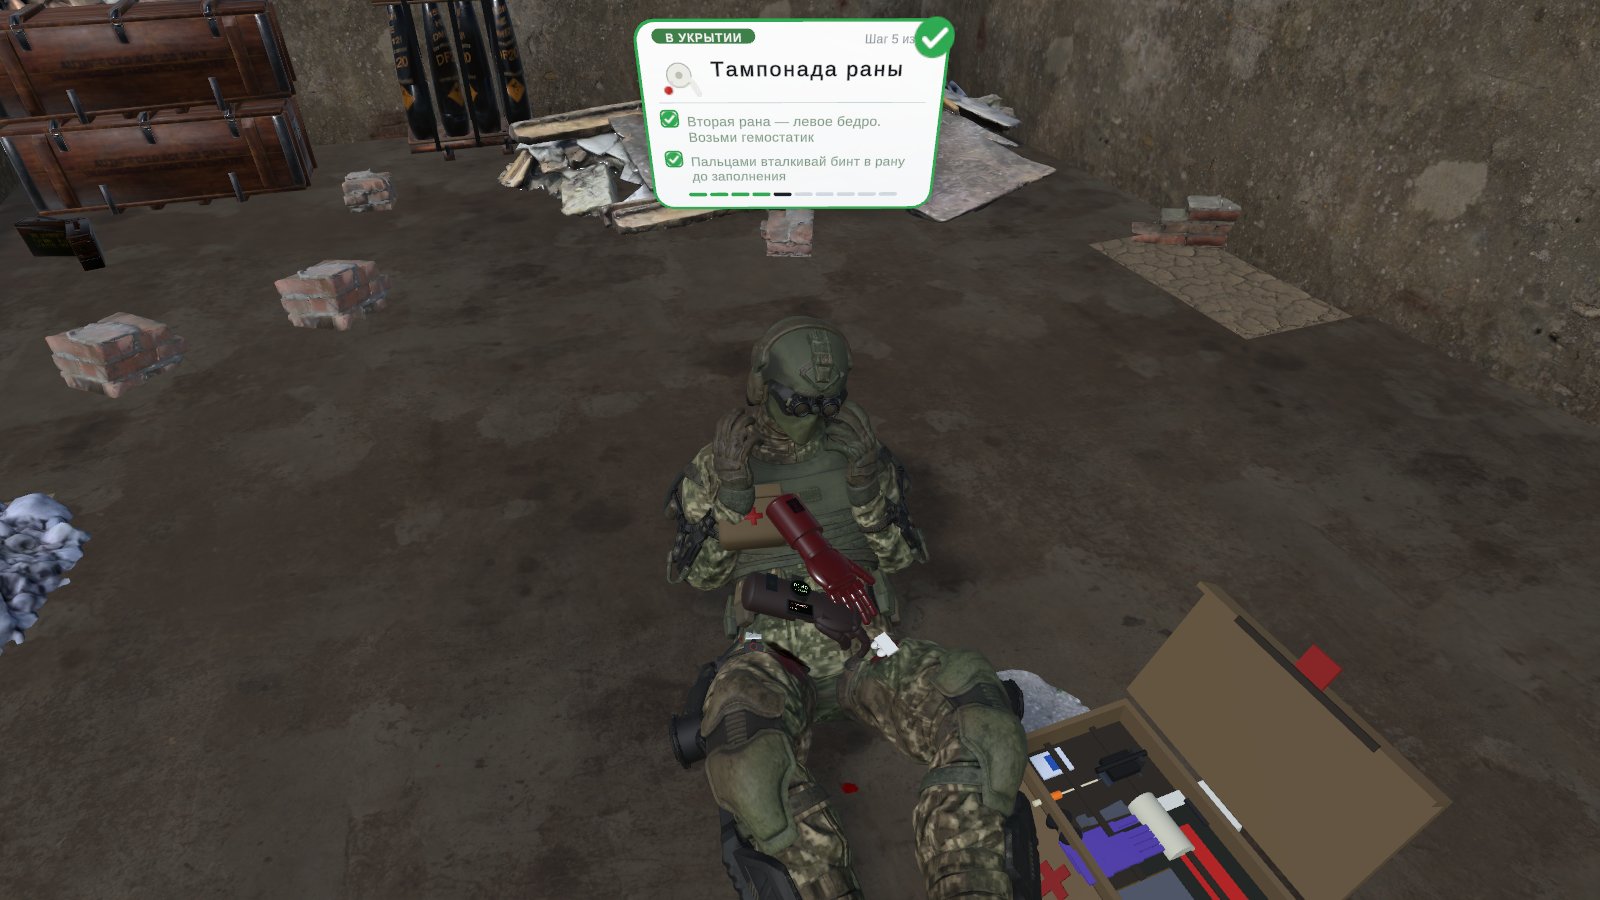 В УКРЫТИИ
Шаг 5 из
Тампонада раны
Вторая рана — левое бедро.
Возьми гемостатик
Пальцами вталкивай бинт в рану
до заполнения